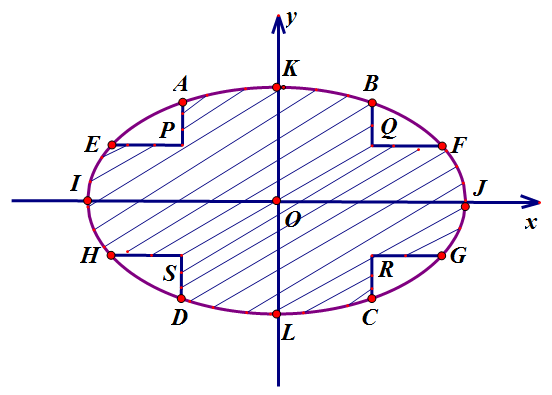 y
A K B
E P Q F
I J
O x
H S R G
D L C